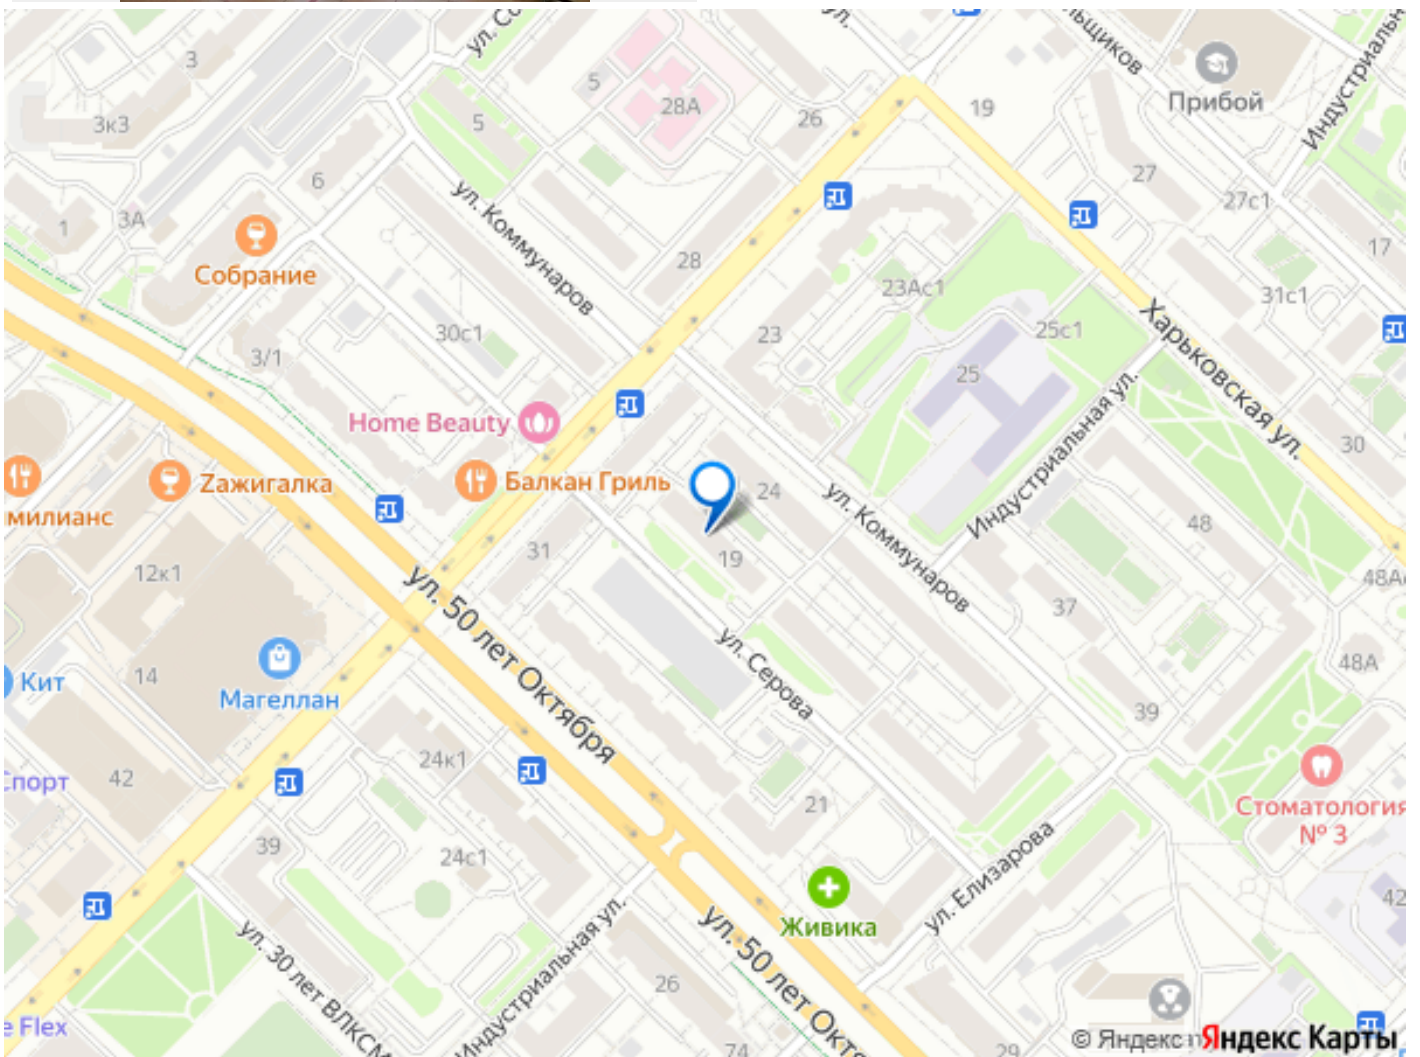 ул.
льщиков
Индустриальн
3
5
28А
5
26
19
Прибой
3к3
6
27
27с1
1
3А
ул. Коммунаров
17
Собрание
28
23Ас1
31с1
30с1
23
25с1
Харьковская ул.
3/1
25
Home Beauty
Индустриальная ул.
30
Zажигалка
Балкан Гриль
24
милианс
ул. Коммунаров
48
31
19
12к1
48А
ул. 50 лет Октября
37
ул. Серова
48А
Кит
14
Магеллан
39
24к1
Спорт
42
21
Стоматология
№ 3
39
24с1
ул. Елизарова
42
Живика
ул. 30 лет ВЛКСМ
Индустриальная ул.
ул. 50 лет Октя
26
e Flex
74
29
© Яндекс
Яндекс Карты